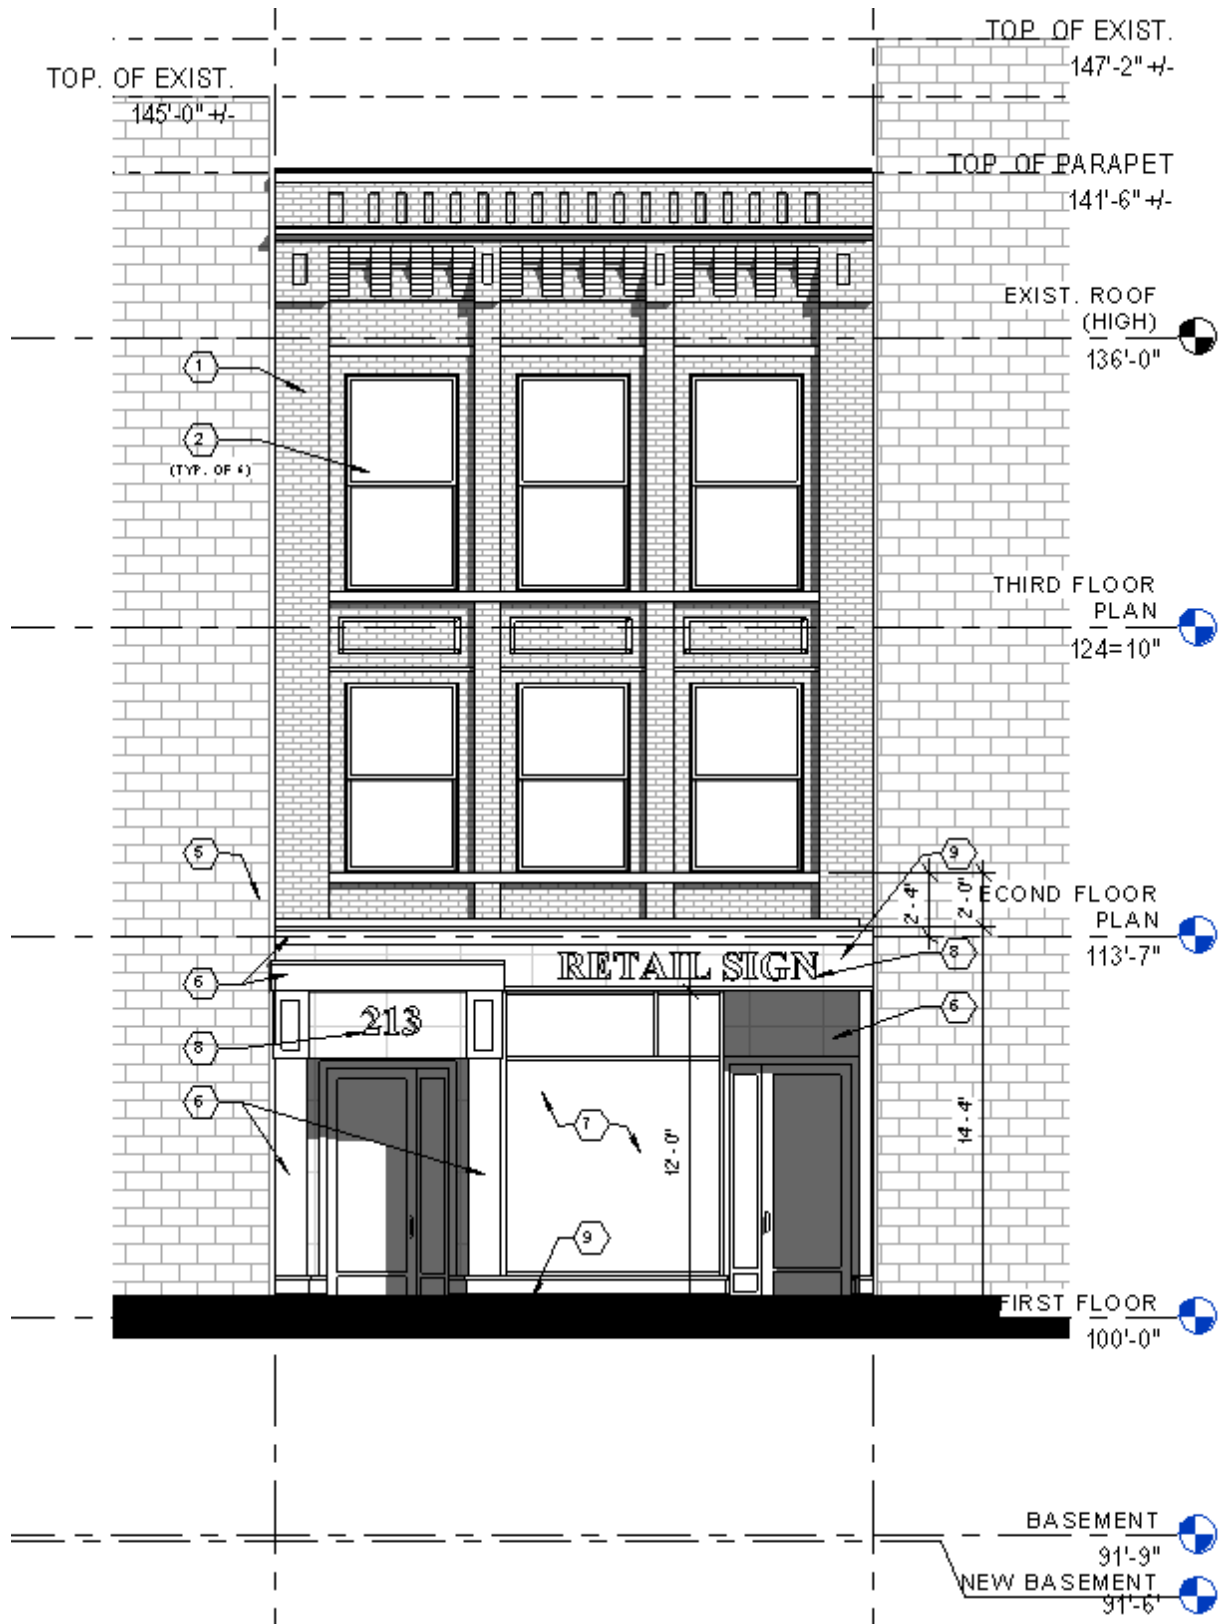 TOP OF EXIST.
147'-2" +/-
TOP. OF EXIST.
145'-0" +/-
TOP OF PARAPET
141'-6" +/-
EXIST. ROOF
(HIGH)
136'-0"
1
2
(TYP. OF 6)
THIRD FLOOR
PLAN
124=10"
5
9
2'-4"
2'-0"
ECOND FLOOR
PLAN
113'-7"
RETAIL SIGN
8
6
6
213
8
6
7
12'-0"
14'-4"
9
FIRST FLOOR
100'-0"
BASEMENT
91'-9"
NEW BASEMENT
91'-6"